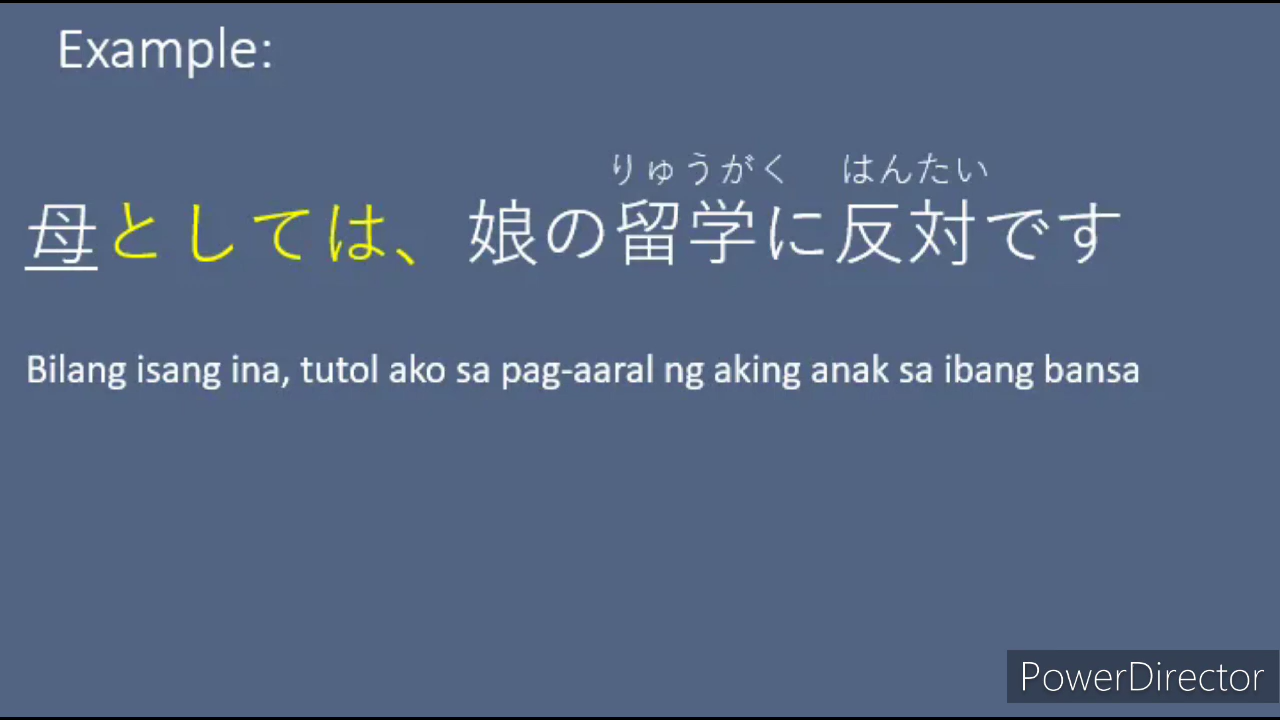 Example:
りゅうがく はんたい
母としては、娘の留学に反対です
Bilang isang ina, tutol ako sa pag-aaral ng aking anak sa ibang bansa
PowerDirector